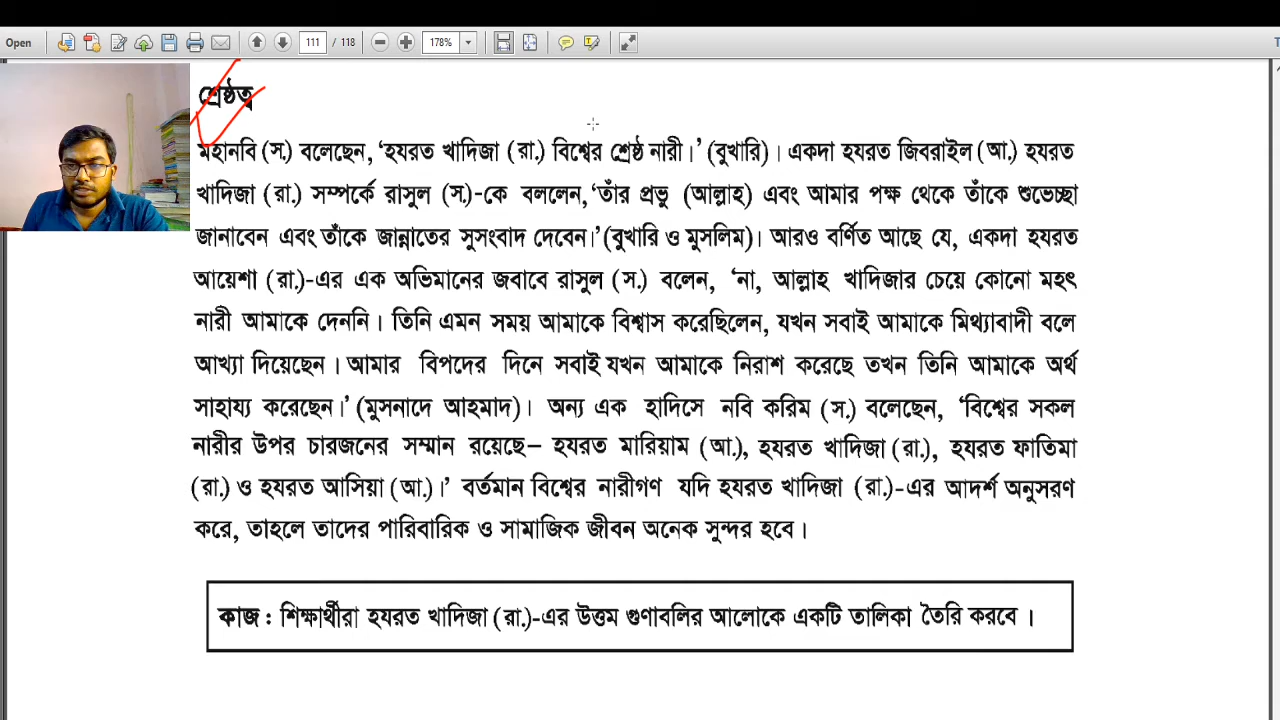 Open 111 / 118 178%
শ্রেষ্ঠত্ব
মহানবি (স.) বলেছেন, ‘হযরত খাদিজা (রা.) বিশ্বের শ্রেষ্ঠ নারী।’ (বুখারি)। একদা হযরত জিবরাইল (আ.) হযরত
খাদিজা (রা.) সম্পর্কে রাসুল (স.)-কে বললেন, ‘তাঁর প্রভু (আল্লাহ) এবং আমার পক্ষ থেকে তাঁকে শুভেচ্ছা
জানাবেন এবং তাঁকে জান্নাতের সুসংবাদ দেবেন।’ (বুখারি ও মুসলিম)। আরও বর্ণিত আছে যে, একদা হযরত
আয়েশা (রা.)-এর এক অভিমানের জবাবে রাসুল (স.) বলেন, ‘না, আল্লাহ খাদিজার চেয়ে কোনো মহৎ
নারী আমাকে দেননি। তিনি এমন সময় আমাকে বিশ্বাস করেছিলেন, যখন সবাই আমাকে মিথ্যাবাদী বলে
আখ্যা দিয়েছেন। আমার বিপদের দিনে সবাই যখন আমাকে নিরাশ করেছে তখন তিনি আমাকে অর্থ
সাহায্য করেছেন।’ (মুসনাদে আহমাদ)। অন্য এক হাদিসে নবি করিম (স.) বলেছেন, ‘বিশ্বের সকল
নারীর উপর চারজনের সম্মান রয়েছে– হযরত মারিয়াম (আ.), হযরত খাদিজা (রা.), হযরত ফাতিমা
(রা.) ও হযরত আসিয়া (আ.)।’ বর্তমান বিশ্বের নারীগণ যদি হযরত খাদিজা (রা.)-এর আদর্শ অনুসরণ
করে, তাহলে তাদের পারিবারিক ও সামাজিক জীবন অনেক সুন্দর হবে।
কাজ : শিক্ষার্থীরা হযরত খাদিজা (রা.)-এর উত্তম গুণাবলির আলোকে একটি তালিকা তৈরি করবে।